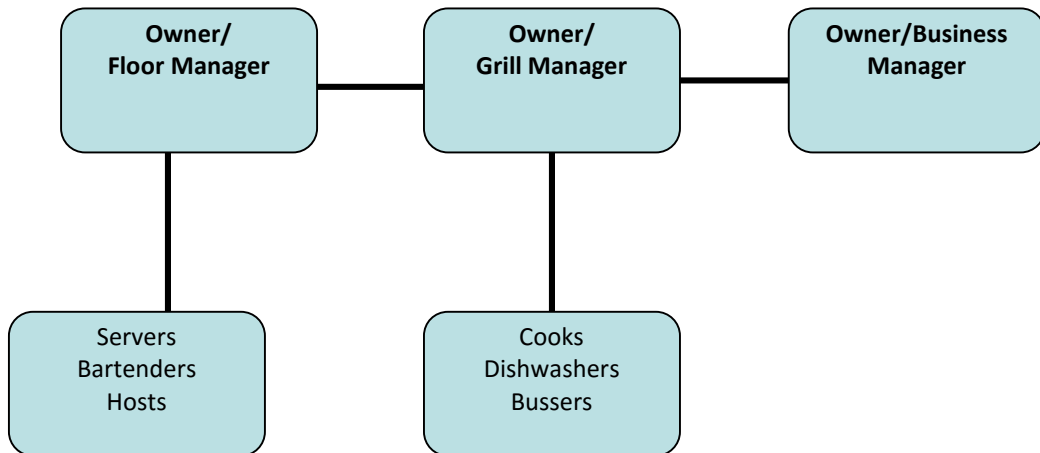 Owner/
Floor Manager
Owner/
Grill Manager
Owner/Business
Manager
Servers
Bartenders
Hosts
Cooks
Dishwashers
Bussers